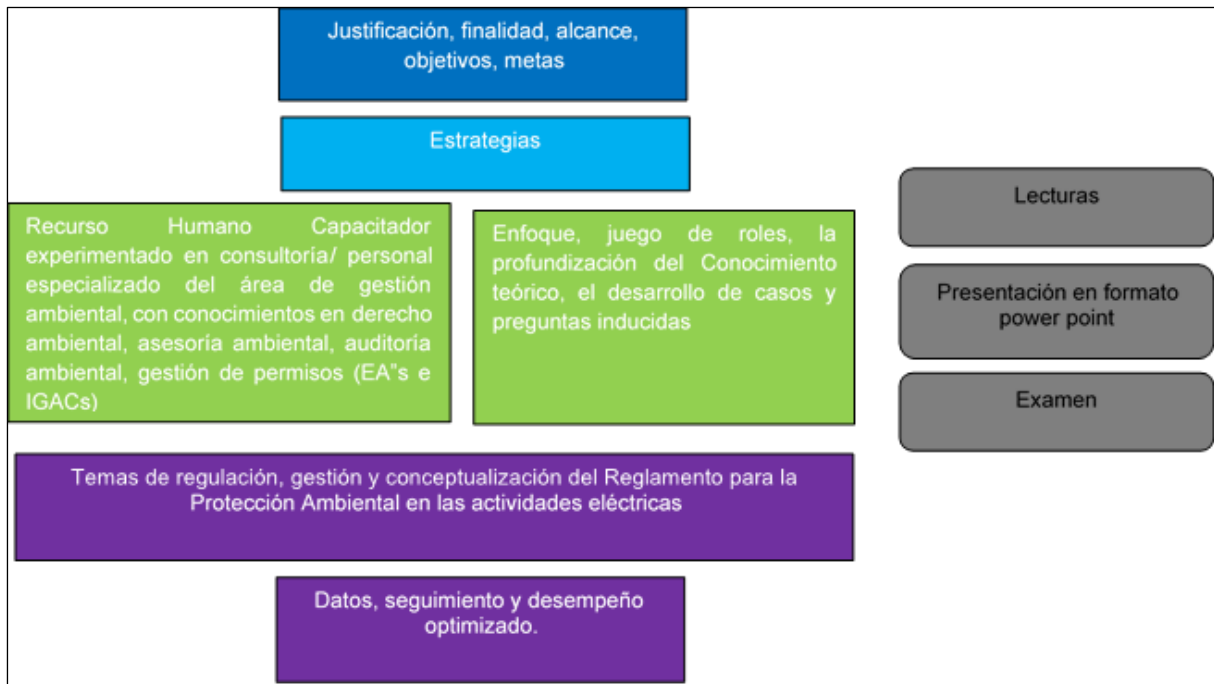 Justificación, finalidad, alcance,
objetivos, metas
Estrategias
Recurso Humano Capacitador
experimentado en consultoría/ personal
especializado del área de gestión
ambiental, con conocimientos en derecho
ambiental, asesoría ambiental, auditoría
ambiental, gestión de permisos (EA"s e
IGACs)
Enfoque, juego de roles, la
profundización del Conocimiento
teórico, el desarrollo de casos y
preguntas inducidas
Temas de regulación, gestión y conceptualización del Reglamento para la
Protección Ambiental en las actividades eléctricas
Datos, seguimiento y desempeño
optimizado.
Lecturas
Presentación en formato
power point
Examen